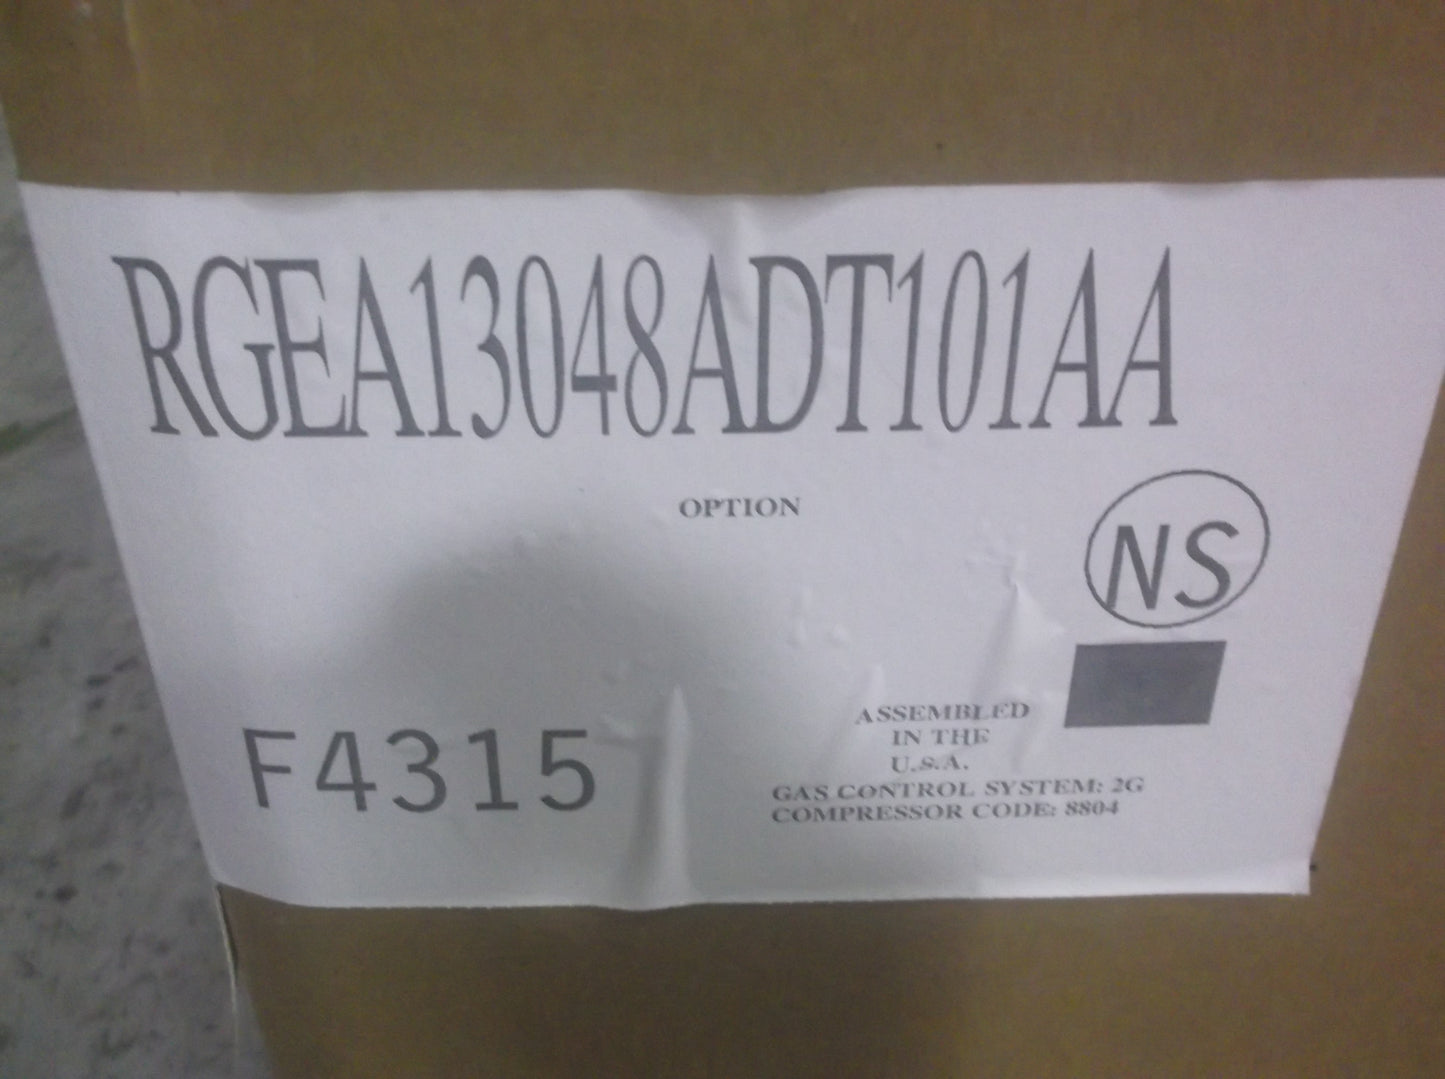 RGEA13048ADT101AA
OPTION
NS
F4315
ASSEMBLED
IN THE
U.S.A.
GAS CONTROL SYSTEM: 2G
COMPRESSOR CODE: 8804